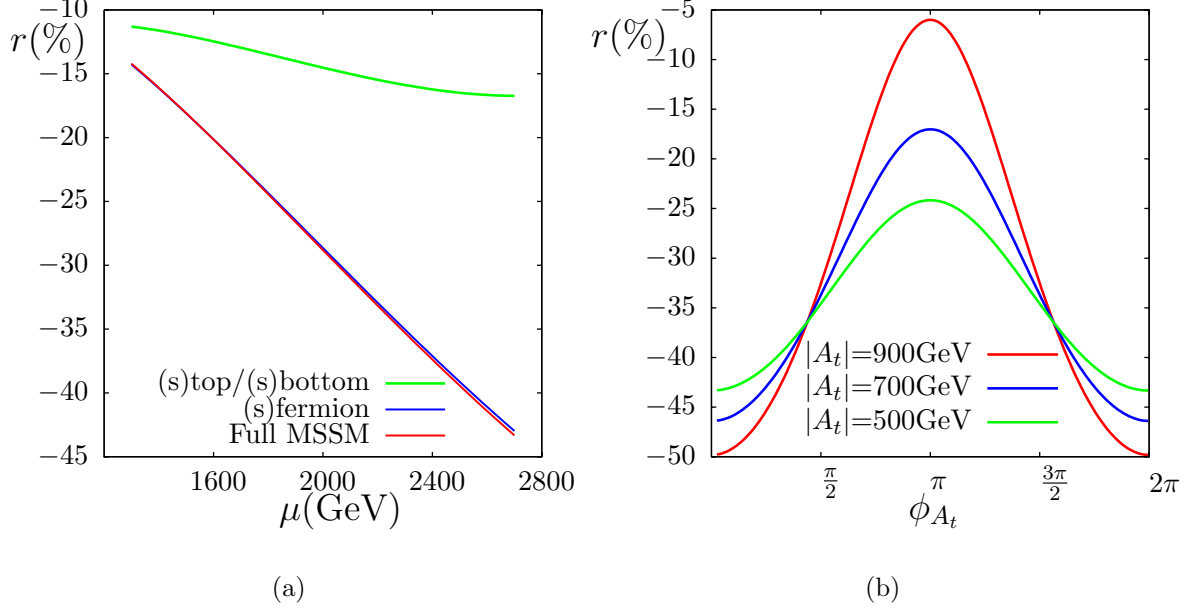 r(%)
−10
−15
−20
−25
−30
−35
−40
−45
1600
2000
2400
2800
μ(GeV)
(s)top/(s)bottom
(s)fermion
Full MSSM
(a)
r(%)
−5
−10
−15
−20
−25
−30
−35
−40
−45
−50
π/2
π
3π/2
2π
ϕ_{A_t}
|A_t|=900GeV
|A_t|=700GeV
|A_t|=500GeV
(b)